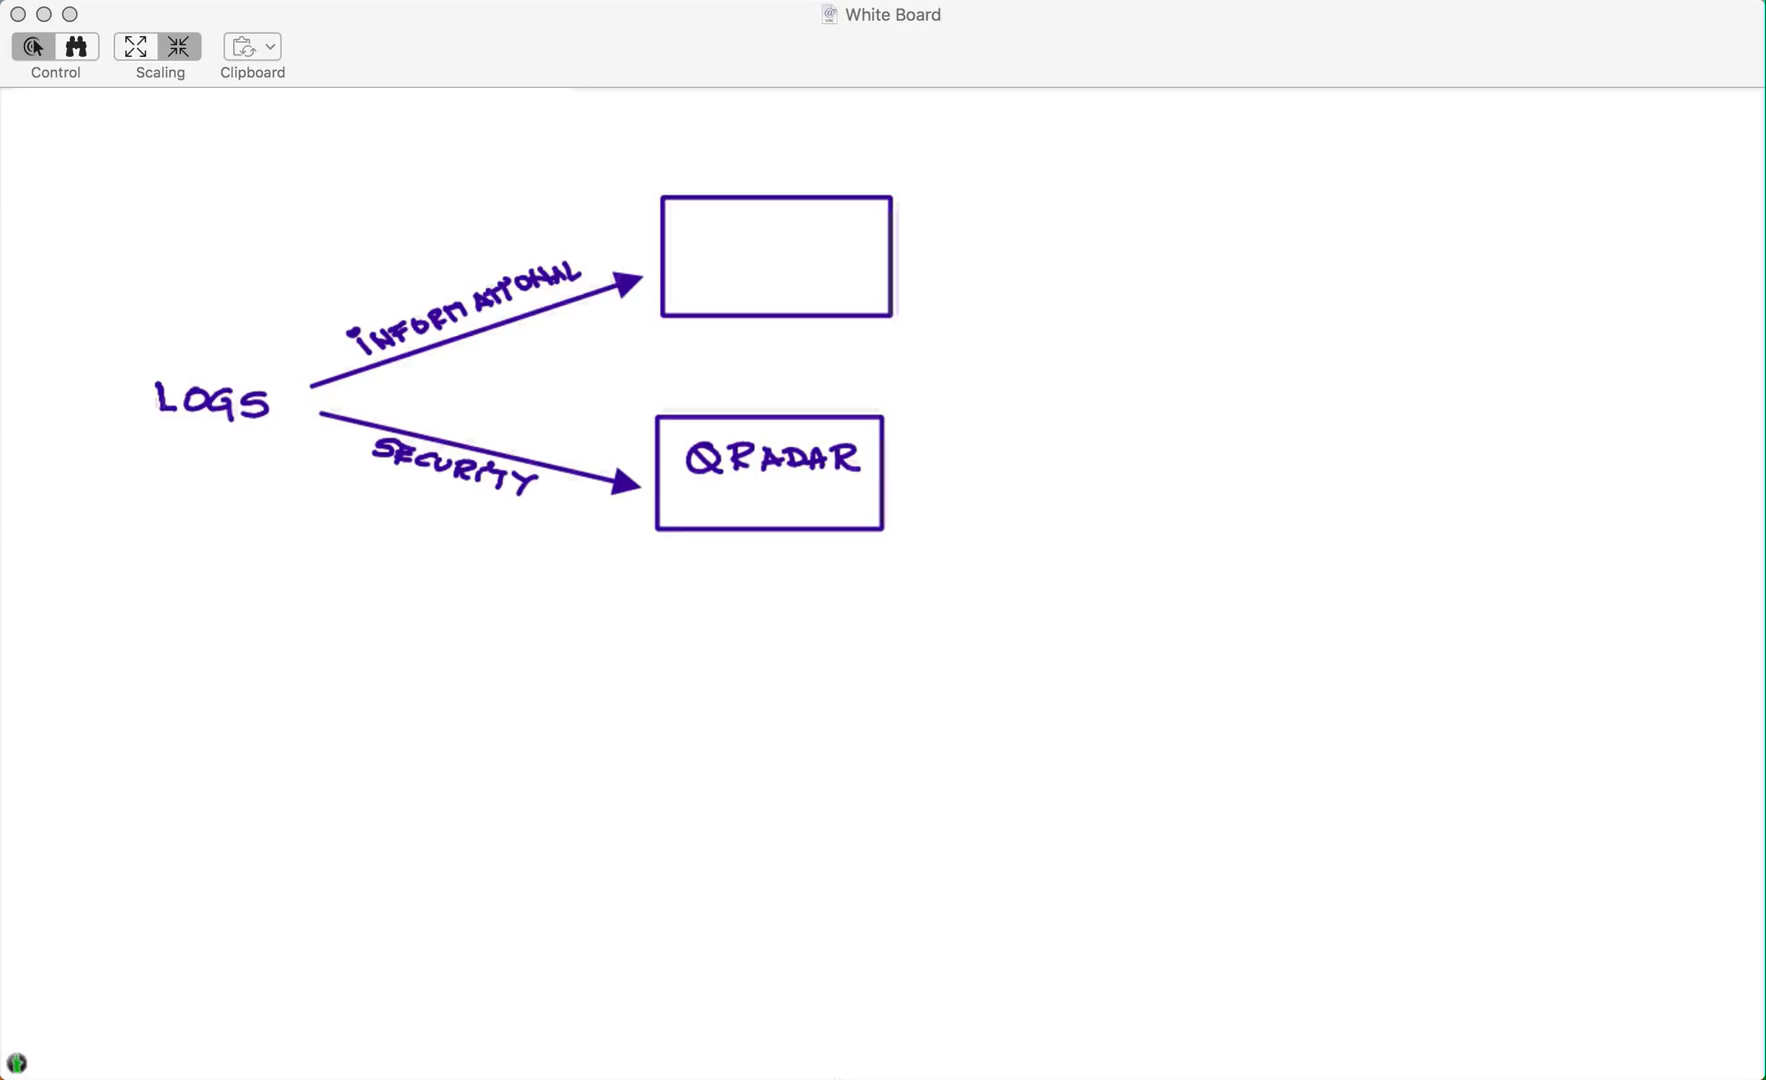 White Board
Control
Scaling
Clipboard
INFORMATIONAL
LOGS
SECURITY
QRADAR